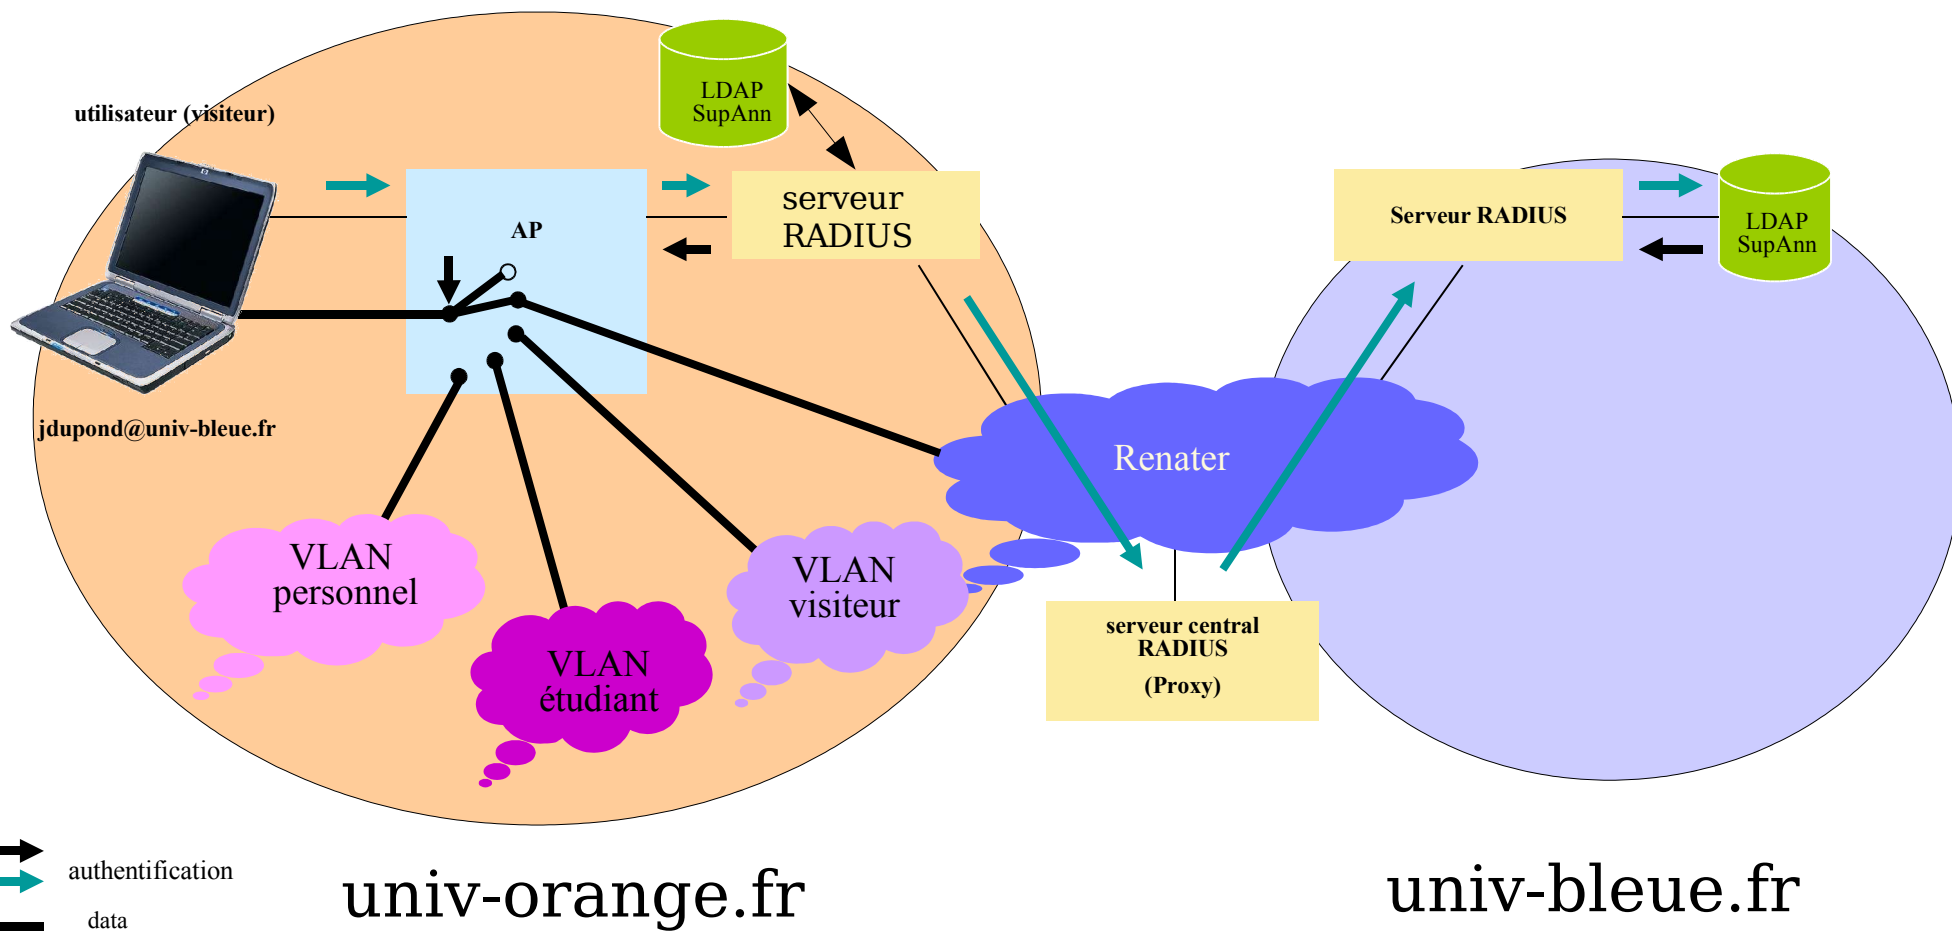 LDAP
SupAnn
utilisateur (visiteur)
serveur
RADIUS
AP
Serveur RADIUS
LDAP
SupAnn
jdupond@univ-bleue.fr
Renater
VLAN
personnel
VLAN
visiteur
VLAN
étudiant
serveur central
RADIUS
(Proxy)
authentification
data
univ-orange.fr
univ-bleue.fr